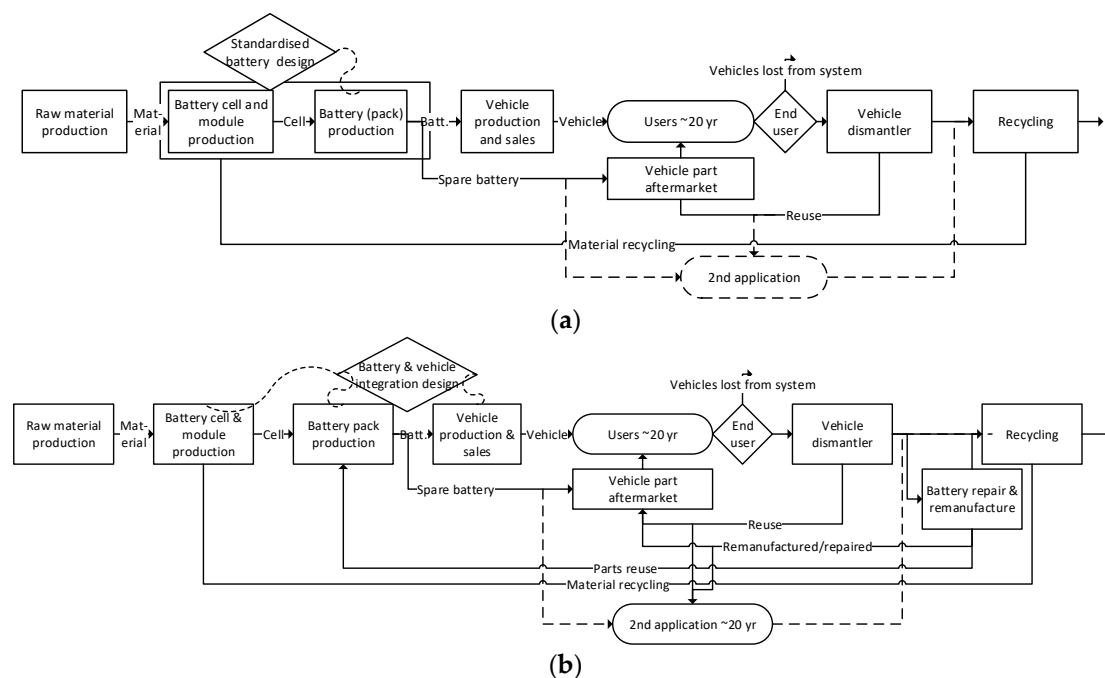 Standardised
battery design
Vehicles lost from system
Raw material
production
Mat-
erial
Battery cell and
module
production
Cell
Battery (pack)
production
Batt.
Vehicle
production
and sales
Vehicle
Users ~20 yr
End
user
Vehicle
dismantler
Recycling
Spare battery
Vehicle part
aftermarket
Reuse
Material recycling
2nd application
(a)
Battery & vehicle
integration design
Vehicles lost from system
Raw material
production
Mat-
erial
Battery cell &
module
production
Cell
Battery pack
production
Batt.
Vehicle
production &
sales
Vehicle
Users ~20 yr
End
user
Vehicle
dismantler
Recycling
Spare battery
Vehicle part
aftermarket
Battery repair &
remanufacture
Reuse
Remanufactured/repaired
Parts reuse
Material recycling
2nd application ~20 yr
(b)